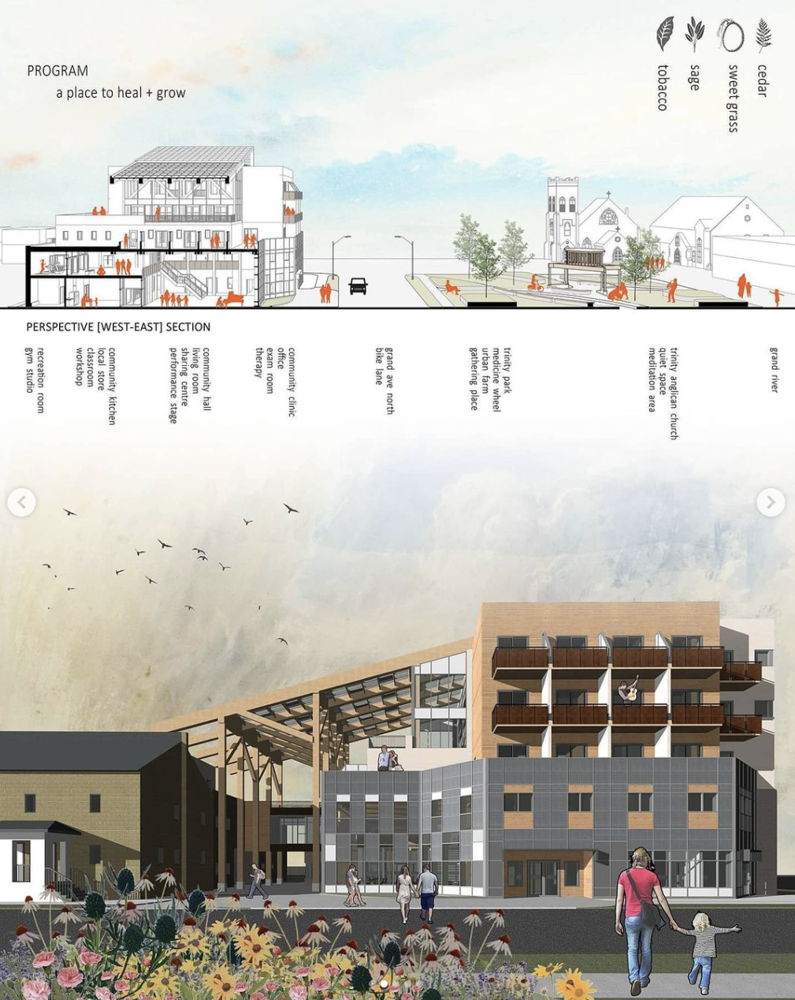 PROGRAM
a place to heal + grow
tobacco
sage
sweet grass
cedar
PERSPECTIVE [WEST-EAST] SECTION
recreation room
gym studio
community kitchen
local store
classroom
workshop
community hall
living room
sharing centre
performance stage
community clinic
office
exam room
therapy
grand ave north
bike lane
trinity park
medicine wheel
urban farm
gathering place
trinity anglican church
quiet space
meditation area
grand river